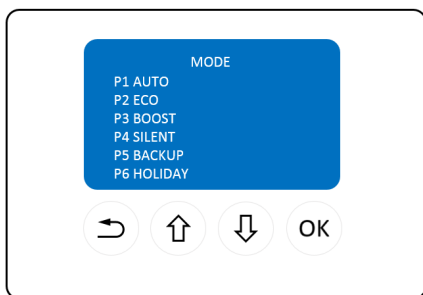 MODE
P1 AUTO
P2 ECO
P3 BOOST
P4 SILENT
P5 BACKUP
P6 HOLIDAY
OK